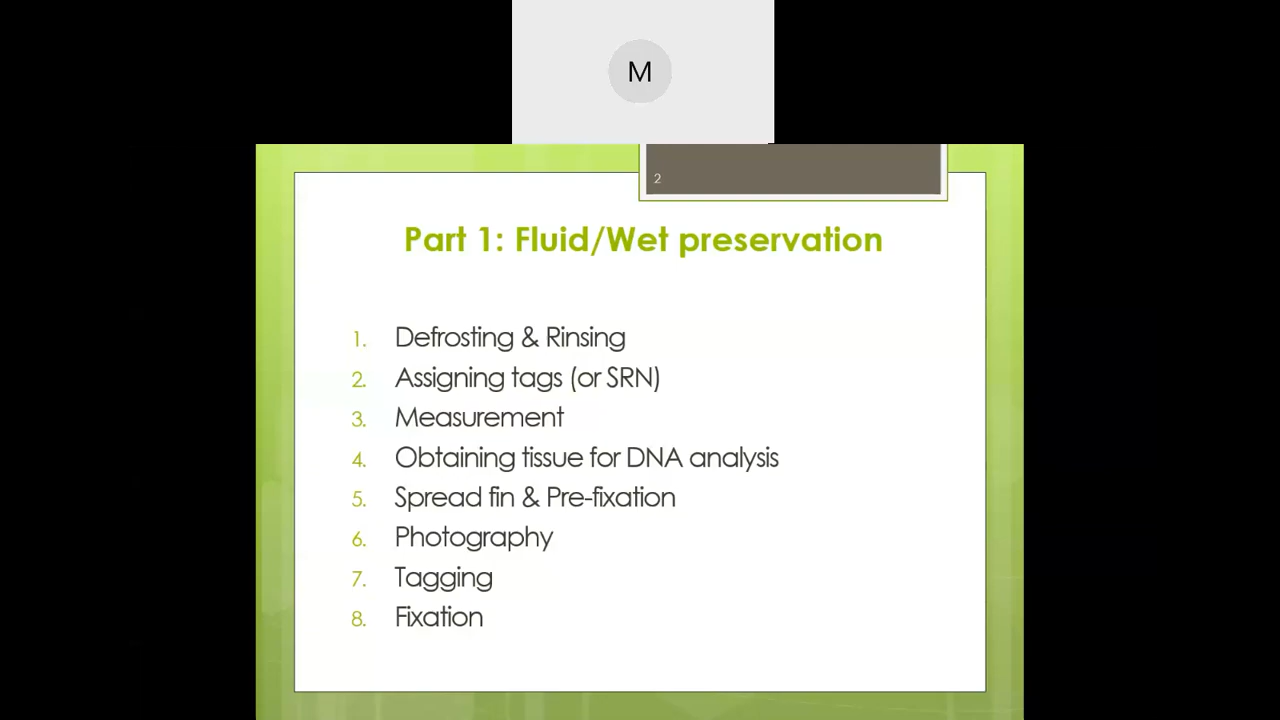 M
2
Part 1: Fluid/Wet preservation
1. Defrosting & Rinsing
2. Assigning tags (or SRN)
3. Measurement
4. Obtaining tissue for DNA analysis
5. Spread fin & Pre-fixation
6. Photography
7. Tagging
8. Fixation